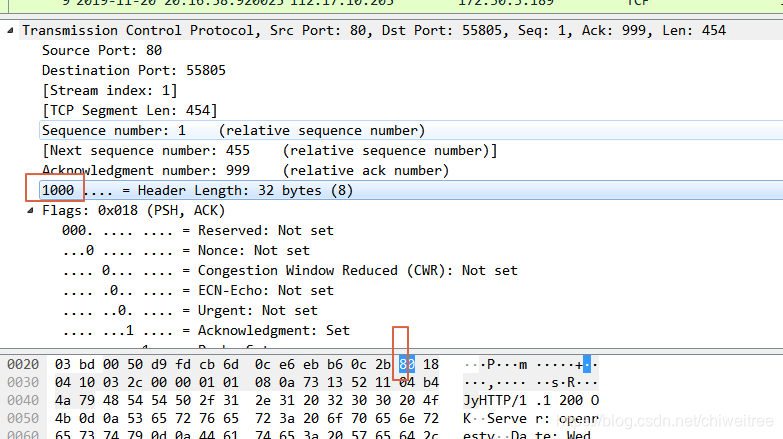 9 2019-11-20 20:16:58.920025 112.17.10.205 172.50.5.189 TCP
Transmission Control Protocol, Src Port: 80, Dst Port: 55805, Seq: 1, Ack: 999, Len: 454
Source Port: 80
Destination Port: 55805
[Stream index: 1]
[TCP Segment Len: 454]
Sequence number: 1 (relative sequence number)
[Next sequence number: 455 (relative sequence number)]
Acknowledgment number: 999 (relative ack number)
1000 .... = Header Length: 32 bytes (8)
Flags: 0x018 (PSH, ACK)
000. .... .... = Reserved: Not set
...0 .... .... = Nonce: Not set
.... 0... .... = Congestion Window Reduced (CWR): Not set
.... .0.. .... = ECN-Echo: Not set
.... ..0. .... = Urgent: Not set
.... ...1 .... = Acknowledgment: Set
0020 03 bd 00 50 d9 fd cb 6d 0c e6 eb b6 0c 2b 80 18 ···P···m ·····+··
0030 04 10 03 2c 00 00 01 01 08 0a 73 13 52 11 04 b4 ···,···· ··s·R···
0040 4a 79 48 54 54 50 2f 31 2e 31 20 32 30 30 20 4f JyHTTP/1 .1 200 O
0050 4b 0d 0a 53 65 72 76 65 72 3a 20 6f 70 65 6e 72 K··Serve r: openr
0060 65 73 74 79 0d 0a 44 61 74 65 3a 20 57 65 64 2c esty··Da te: Wed,
https://blog.csdn.net/chiweitree